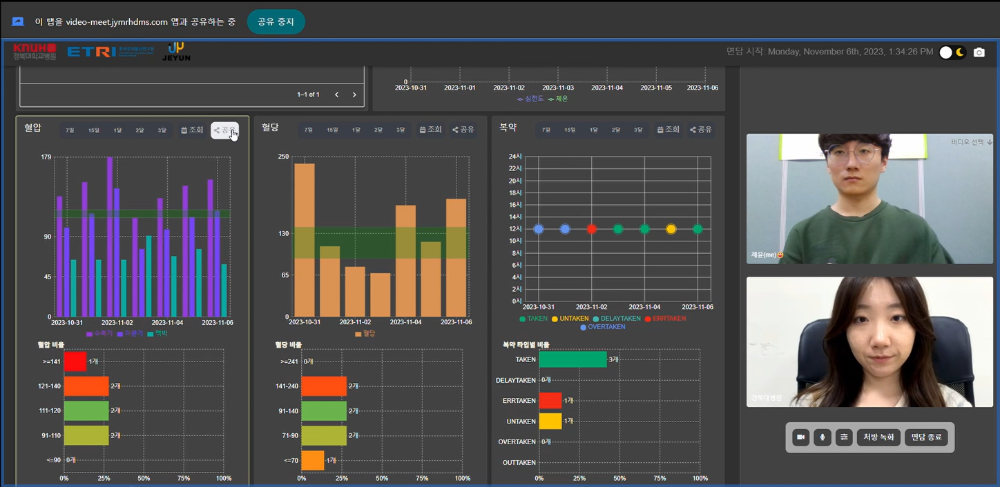 이 탭을 video-meet.jymrhdms.com 앱과 공유하는 중 공유 중지
KNUH
경북대학교병원
ETRI
JEYUN
면담 시작: Monday, November 6th, 2023, 1:34:26 PM
1–1 of 1
0
2023-10-31 2023-11-01 2023-11-02 2023-11-03 2023-11-04 2023-11-05 2023-11-06
심전도 체온
혈압 7일 15일 1달 2달 3달 조회 공유
179
90
45
0
2023-10-31 2023-11-02 2023-11-04 2023-11-06
수축기 이완기 맥박
혈압 비율
>=141 1개
121-140 2개
111-120 2개
91-110 2개
<=90 0개
0% 25% 50% 75% 100%
혈당 7일 15일 1달 2달 3달 조회 공유
250
130
65
0
2023-10-31 2023-11-02 2023-11-04 2023-11-06
혈당
혈당 비율
>=241 0개
141-240 2개
91-140 2개
71-90 2개
<=70 1개
0% 25% 50% 75% 100%
복약 7일 15일 1달 2달 3달 조회 공유
24시
22시
20시
18시
16시
14시
12시
10시
8시
6시
4시
2시
0시
2023-10-31 2023-11-02 2023-11-04 2023-11-06
TAKEN UNTAKEN DELAYTAKEN ERRTAKEN
OVERTAKEN
복약 타입별 비율
TAKEN 3개
DELAYTAKEN 0개
ERRTAKEN 1개
UNTAKEN 1개
OVERTAKEN 0개
OUTTAKEN
0% 25% 50% 75% 100%
비디오 선택
제윤(me)
경북대병원
처방 녹화 면담 종료